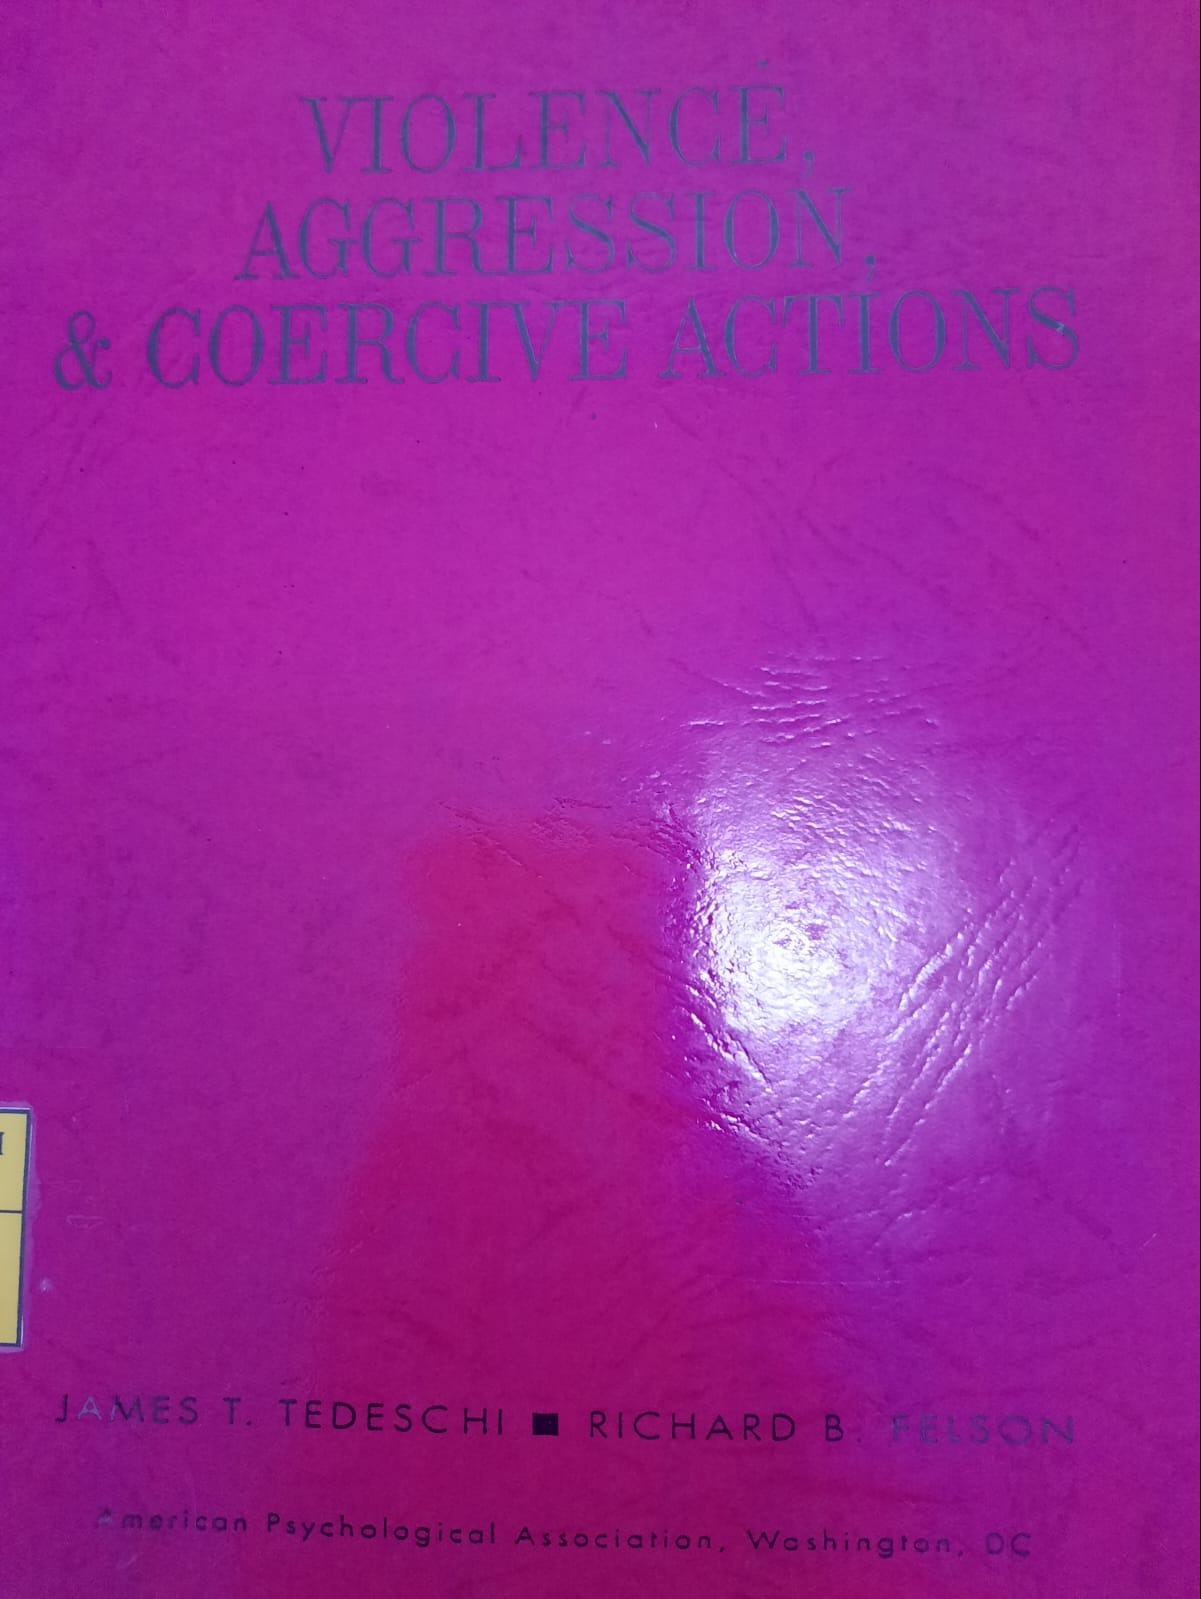 VIOLENCE,
AGGRESSION,
& COERCIVE ACTIONS
JAMES T. TEDESCHI ■ RICHARD B. FELSON
American Psychological Association, Washington, DC